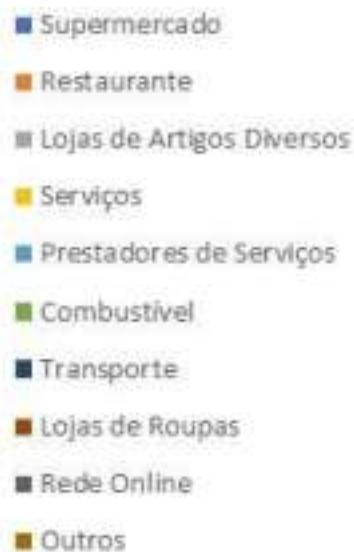 Supermercado
Restaurante
Lojas de Artigos Diversos
Serviços
Prestadores de Serviços
Combustível
Transporte
Lojas de Roupas
Rede Online
Outros